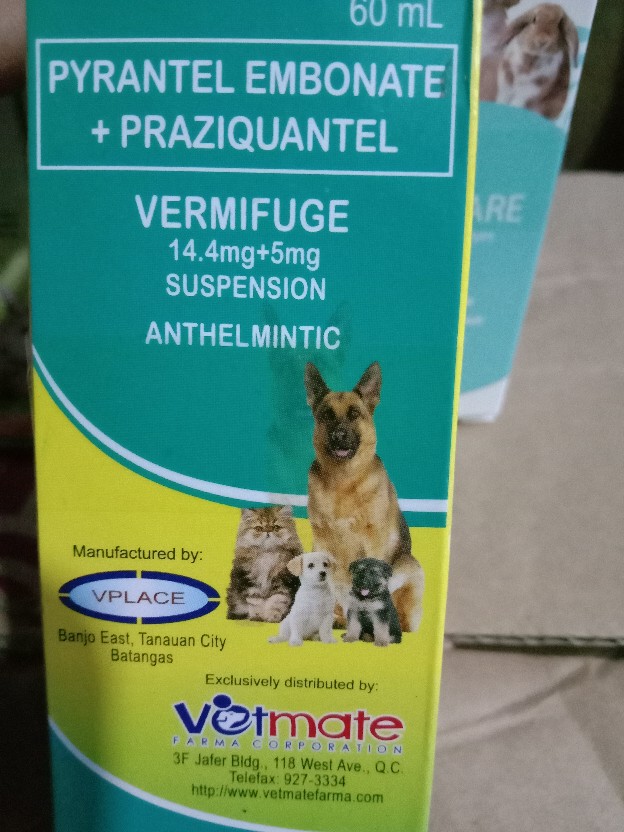 60 mL
PYRANTEL EMBONATE
+ PRAZIQUANTEL
VERMIFUGE
14.4mg+5mg
SUSPENSION
ANTHELMINTIC
ARE
Manufactured by:
VPLACE
Banjo East, Tanauan City
Batangas
Exclusively distributed by:
Vetmate
FARMA CORPORATION
3F Jafer Bldg., 118 West Ave., Q.C.
Telefax: 927-3334
http://www.vetmatefarma.com